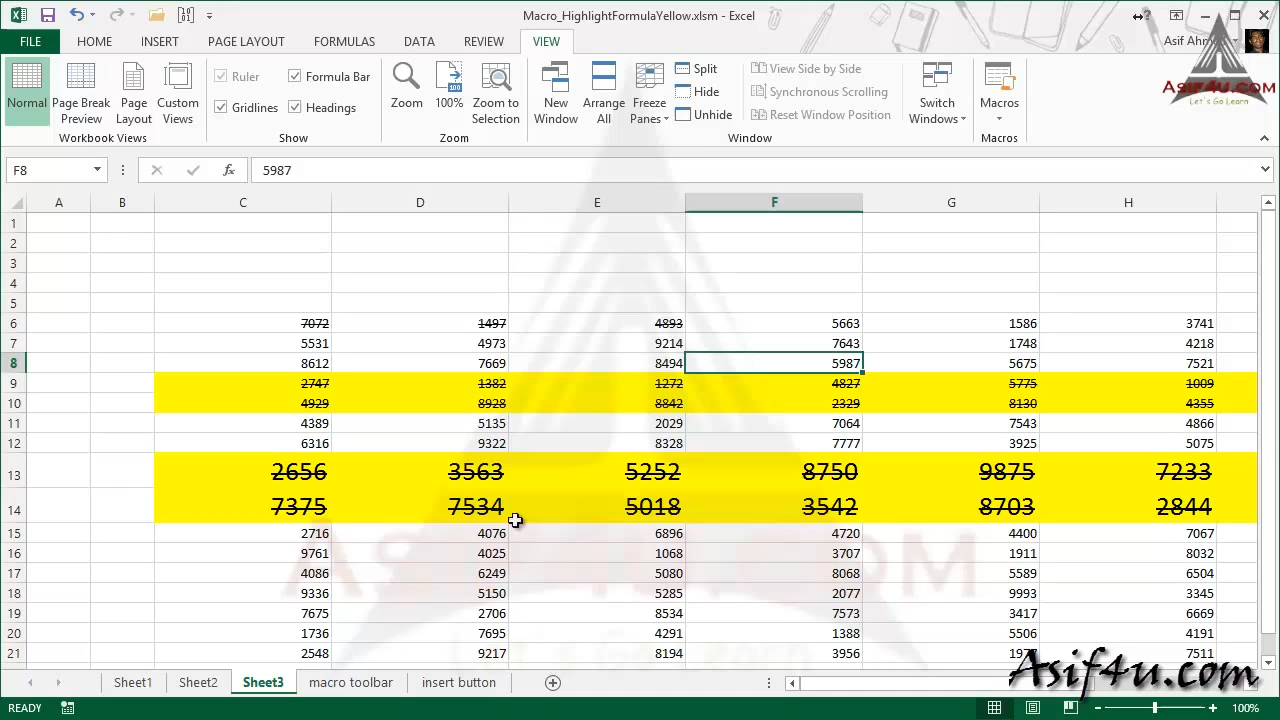 Macro_HighlightFormulaYellow.xlsm - Excel
FILE HOME INSERT PAGE LAYOUT FORMULAS DATA REVIEW VIEW Asif Ahm
ASIF4U.COM
Let's Go Learn
Normal
Page Break Preview
Page Layout
Custom Views
Workbook Views
Ruler
Formula Bar
Gridlines
Headings
Show
Zoom
100%
Zoom to Selection
Zoom
New Window
Arrange All
Freeze Panes
Split
Hide
Unhide
View Side by Side
Synchronous Scrolling
Reset Window Position
Window
Switch Windows
Macros
Macros
F8 fx 5987
A B C D E F G H
1
2
3
4
5
6 7072 1497 4893 5663 1586 3741
7 5531 4973 9214 7643 1748 4218
8 8612 7669 8494 5987 5675 7521
9 2747 1382 1272 4827 5775 1009
10 4929 8928 8842 2329 8130 4355
11 4389 5135 2029 7064 7543 4866
12 6316 9322 8328 7777 3925 5075
13 2656 3563 5252 8750 9875 7233
14 7375 7534 5018 3542 8703 2844
15 2716 4076 6896 4720 4400 7067
16 9761 4025 1068 3707 1911 8032
17 4086 6249 5080 8068 5589 6504
18 9336 5150 5285 2077 9993 3345
19 7675 2706 8534 7573 3417 6669
20 1736 7695 4291 1388 5506 4191
21 2548 9217 8194 3956 7511
ASIF4U.COM
Let's Go Learn
Asif4u.com
Sheet1 Sheet2 Sheet3 macro toolbar insert button
READY 100%